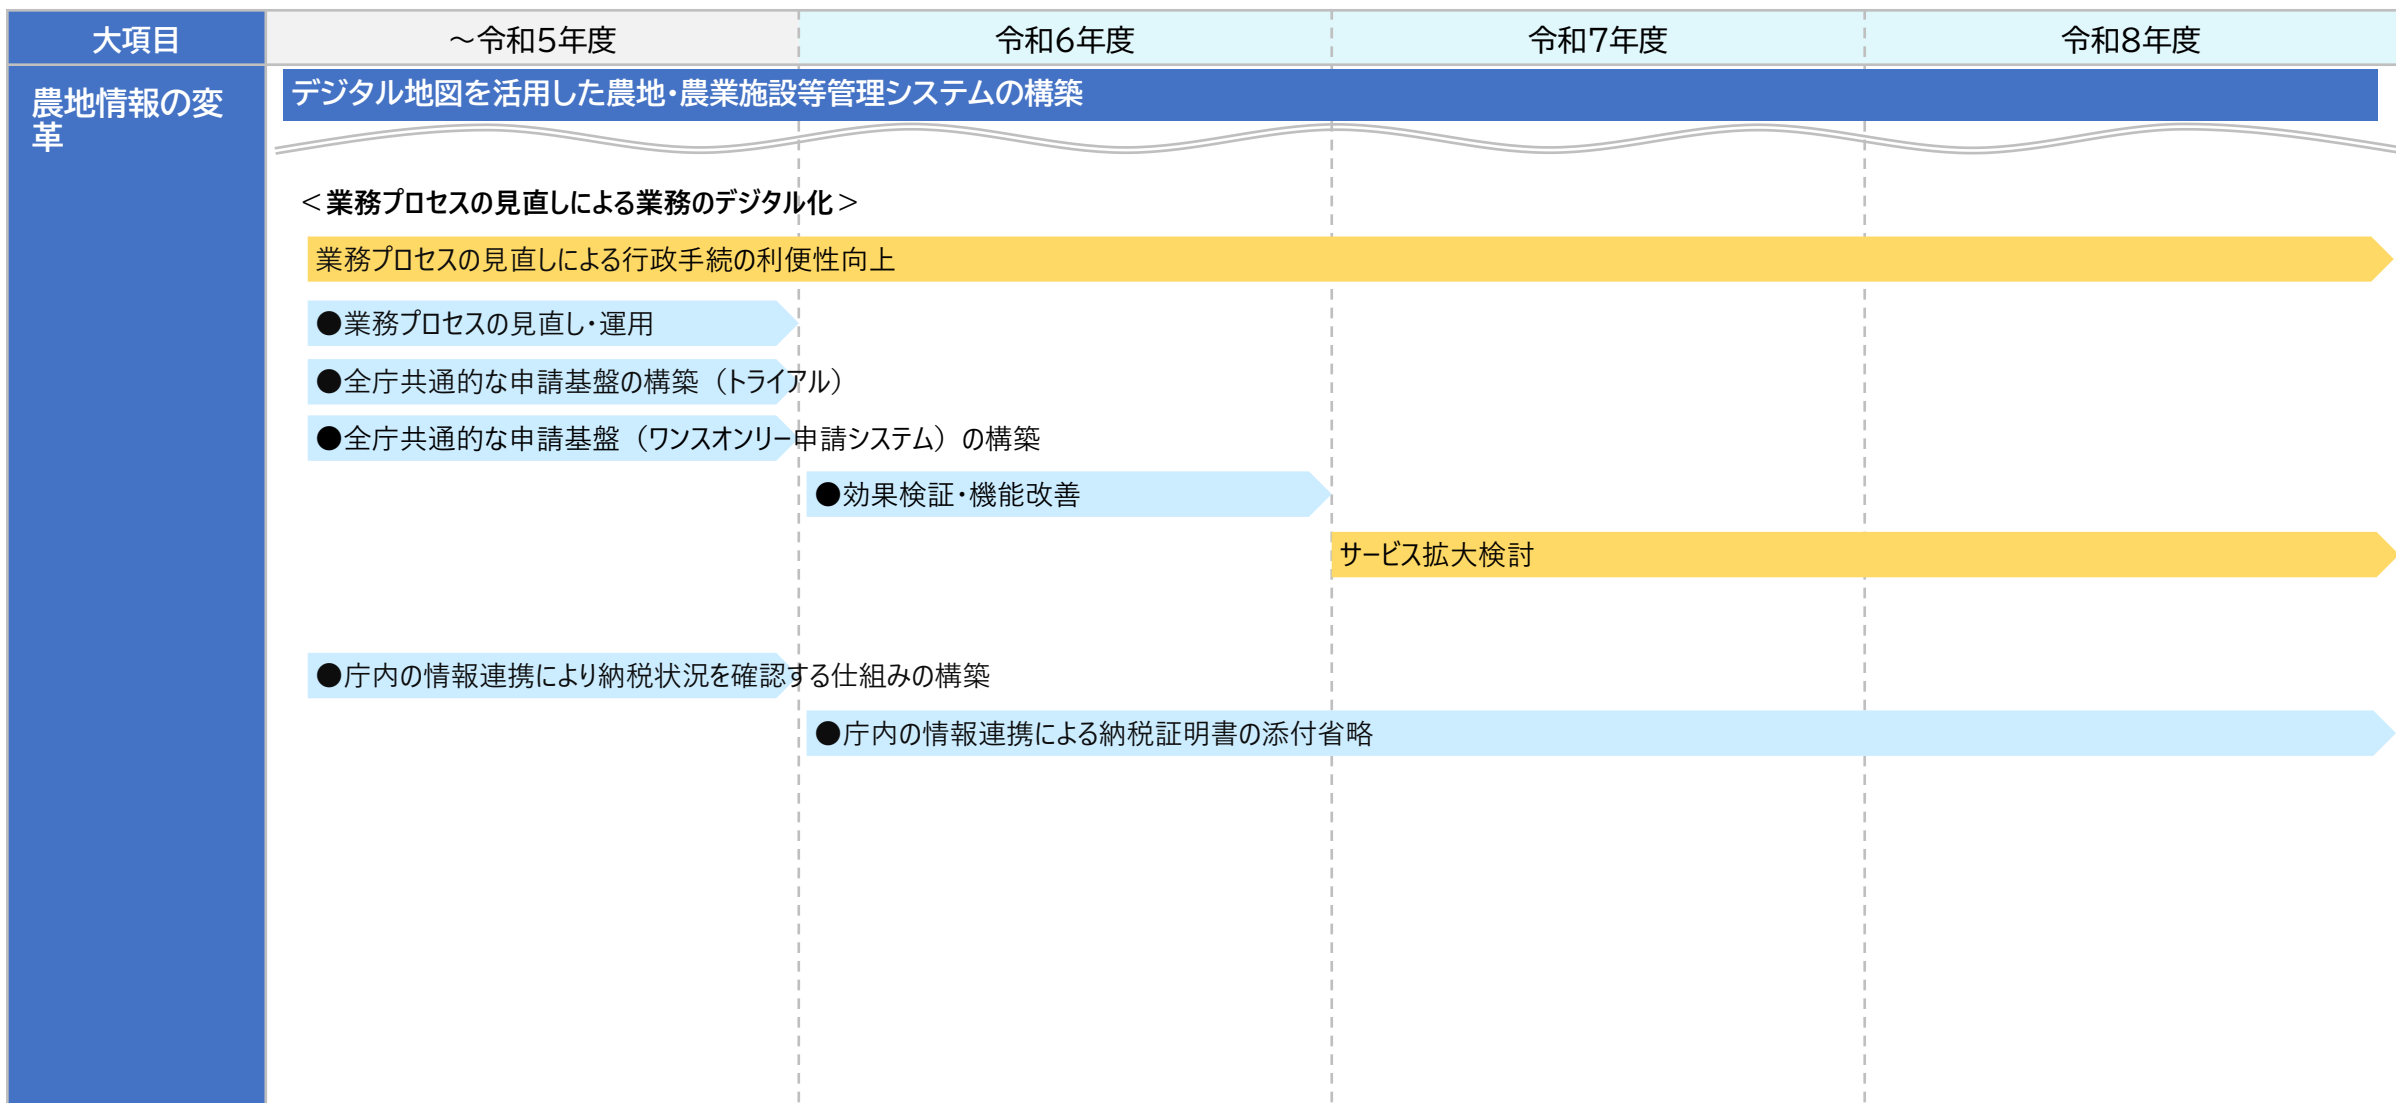 大項目
～令和5年度
令和6年度
令和7年度
令和8年度
農地情報の変
革
デジタル地図を活用した農地・農業施設等管理システムの構築
＜業務プロセスの見直しによる業務のデジタル化＞
業務プロセスの見直しによる行政手続の利便性向上
●業務プロセスの見直し・運用
●全庁共通的な申請基盤の構築（トライアル）
●全庁共通的な申請基盤（ワンスオンリー申請システム）の構築
●効果検証・機能改善
サービス拡大検討
●庁内の情報連携により納税状況を確認する仕組みの構築
●庁内の情報連携による納税証明書の添付省略